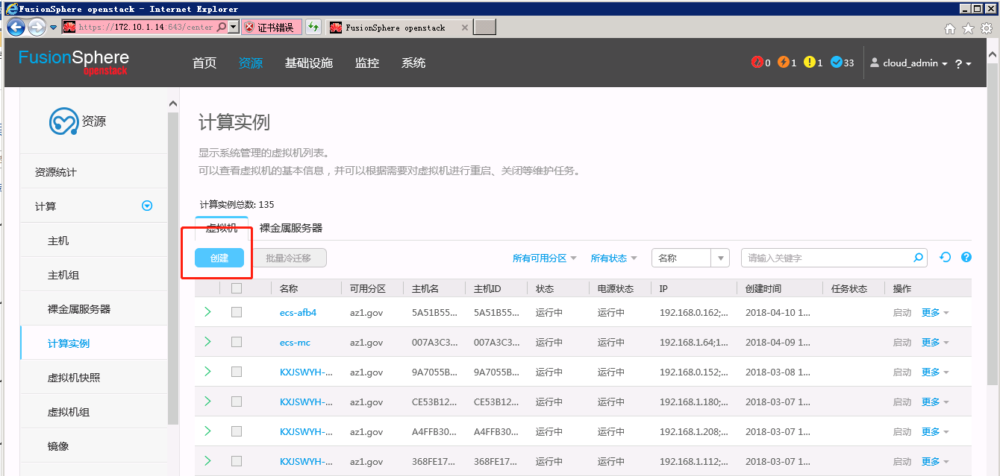 FusionSphere openstack - Internet Explorer
https://172.10.1.14:643/center
证书错误
FusionSphere openstack
FusionSphere
openstack
首页 资源 基础设施 监控 系统
0 1 1 33 cloud_admin ?
资源
资源统计
计算
主机
主机组
裸金属服务器
计算实例
虚拟机快照
虚拟机组
镜像
计算实例
显示系统管理的虚拟机列表。
可以查看虚拟机的基本信息，并可以根据需要对虚拟机进行重启、关闭等维护任务。
计算实例总数: 135
虚拟机 裸金属服务器
创建 批量冷迁移 所有可用分区 所有状态 名称 请输入关键字
名称 可用分区 主机名 主机ID 状态 电源状态 IP 创建时间 任务状态 操作
ecs-afb4 az1.gov 5A51B55... 5A51B55... 运行中 运行中 192.168.0.162;... 2018-04-10 1... 启动 更多
ecs-mc az1.gov 007A3C3... 007A3C3... 运行中 运行中 192.168.1.64;1... 2018-04-09 1... 启动 更多
KXJSWYH-... az1.gov 9A7055B... 9A7055B... 运行中 运行中 192.168.0.152;... 2018-03-08 1... 启动 更多
KXJSWYH-... az1.gov CE53B12... CE53B12... 运行中 运行中 192.168.1.180;... 2018-03-07 1... 启动 更多
KXJSWYH-... az1.gov A4FFB30... A4FFB30... 运行中 运行中 192.168.1.208;... 2018-03-07 1... 启动 更多
KXJSWYH-... az1.gov 368FE17... 368FE17... 运行中 运行中 192.168.1.112;... 2018-03-07 1... 启动 更多